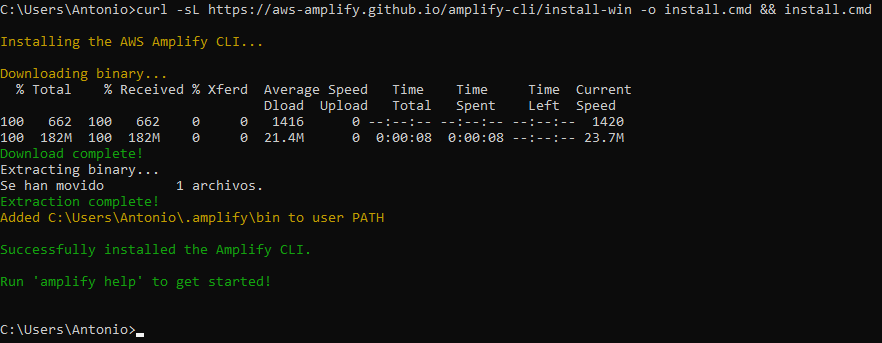 C:\Users\Antonio>curl -sL https://aws-amplify.github.io/amplify-cli/install-win -o install.cmd && install.cmd
Installing the AWS Amplify CLI...
Downloading binary...
  % Total    % Received % Xferd  Average Speed   Time    Time     Time  Current
                                 Dload  Upload   Total   Spent    Left  Speed
100   662  100   662    0     0   1416      0 --:--:-- --:--:-- --:--:--  1420
100  182M  100  182M    0     0  21.4M      0  0:00:08  0:00:08 --:--:-- 23.7M
Download complete!
Extracting binary...
Se han movido         1 archivos.
Extraction complete!
Added C:\Users\Antonio\.amplify\bin to user PATH
Successfully installed the Amplify CLI.
Run 'amplify help' to get started!
C:\Users\Antonio>